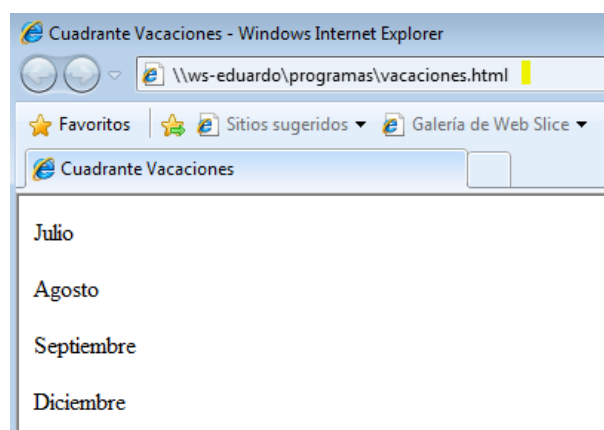 Cuadrante Vacaciones - Windows Internet Explorer
\\ws-eduardo\programas\vacaciones.html
Favoritos Sitios sugeridos Galería de Web Slice
Cuadrante Vacaciones
Julio
Agosto
Septiembre
Diciembre